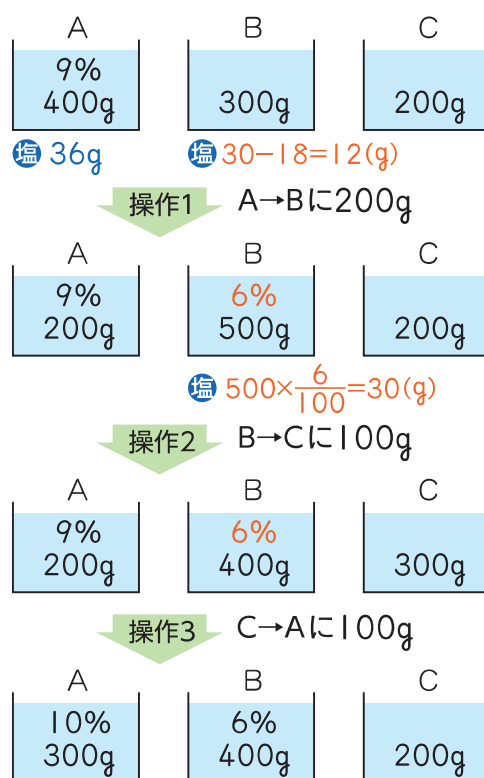 A B C
9%
400g 300g 200g
塩 36g 塩 30−18=12(g)
操作1 A→Bに200g
A B C
9% 6%
200g 500g 200g
塩 500×6/100=30(g)
操作2 B→Cに100g
A B C
9% 6%
200g 400g 300g
操作3 C→Aに100g
A B C
10% 6%
300g 400g 200g